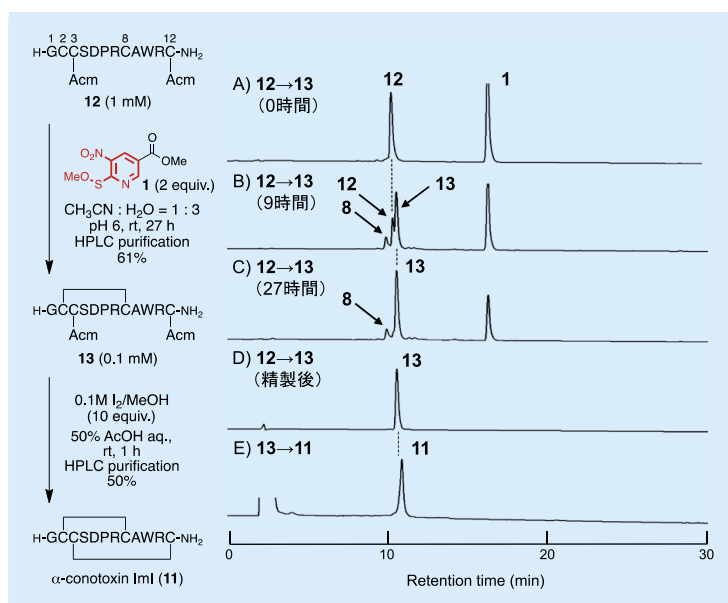 1 2 3 8 12
H-GCCSDPRCAWRC-NH2
Acm Acm
12 (1 mM)
O2N O
OMe
MeO S N 1 (2 equiv.)
CH3CN : H2O = 1 : 3
pH 6, rt, 27 h
HPLC purification
61%
H-GCCSDPRCAWRC-NH2
Acm Acm
13 (0.1 mM)
0.1M I2/MeOH
(10 equiv.)
50% AcOH aq.,
rt, 1 h
HPLC purification
50%
H-GCCSDPRCAWRC-NH2
α-conotoxin ImI (11)
A) 12→13
(0時間)
12 1
B) 12→13
(9時間)
12 13
8
C) 12→13
(27時間)
13
8
D) 12→13
(精製後)
13
E) 13→11
11
0 10 20 30
Retention time (min)